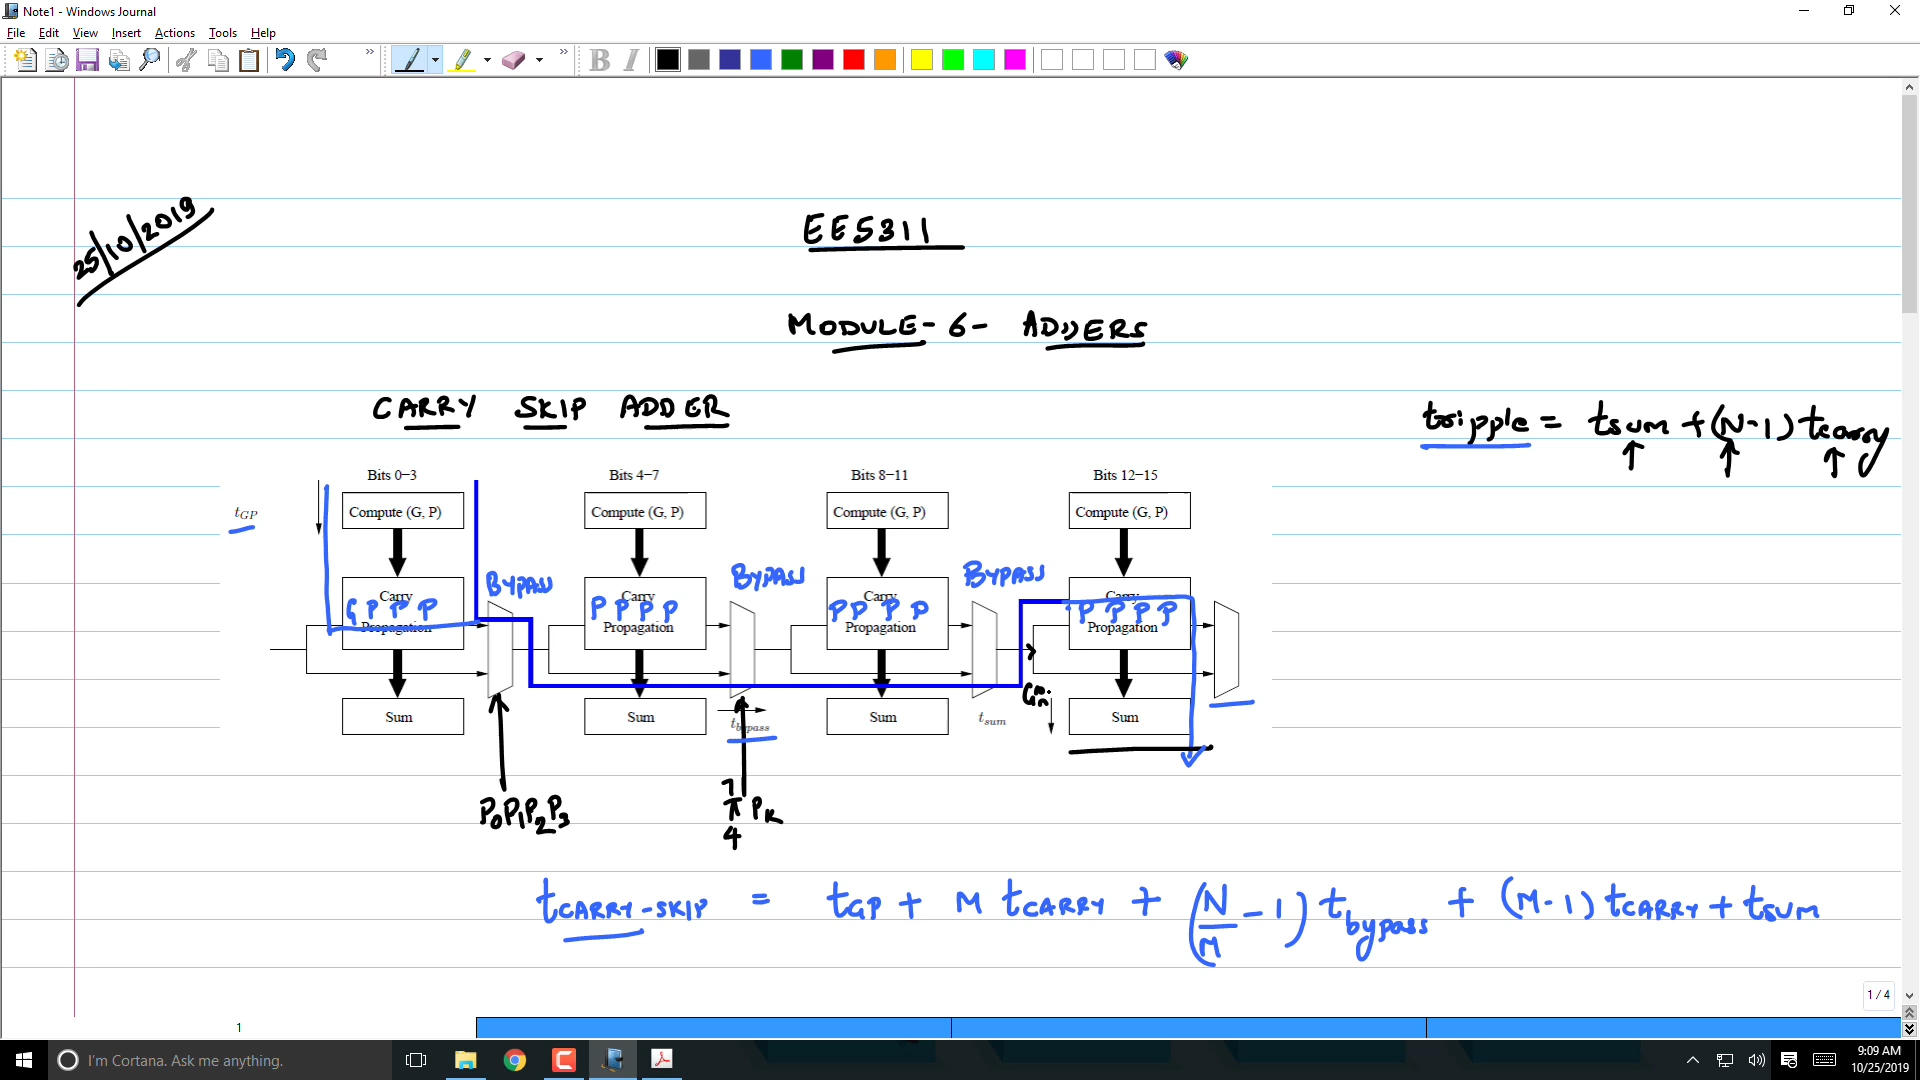 Note1 - Windows Journal
File Edit View Insert Actions Tools Help
B I
25/10/2019
EE5311
MODULE-6- ADDERS
CARRY SKIP ADDER
tripple = tsum + (N-1) tcarry
Bits 0−3 Bits 4−7 Bits 8−11 Bits 12−15
tGP
Compute (G, P) Compute (G, P) Compute (G, P) Compute (G, P)
BYPASS BYPASS BYPASS
Carry Carry Carry Carry
G P P P P P P P P P P P P P P P
Propagation Propagation Propagation Propagation
Cin
Sum Sum Sum Sum
tbypass tsum
P0P1P2P3
7
π PK
4
tCARRY-SKIP = tGP + M tCARRY + (N/M - 1) tbypass + (M-1) tCARRY + tSUM
1 / 4
1
I'm Cortana. Ask me anything.
9:09 AM
10/25/2019